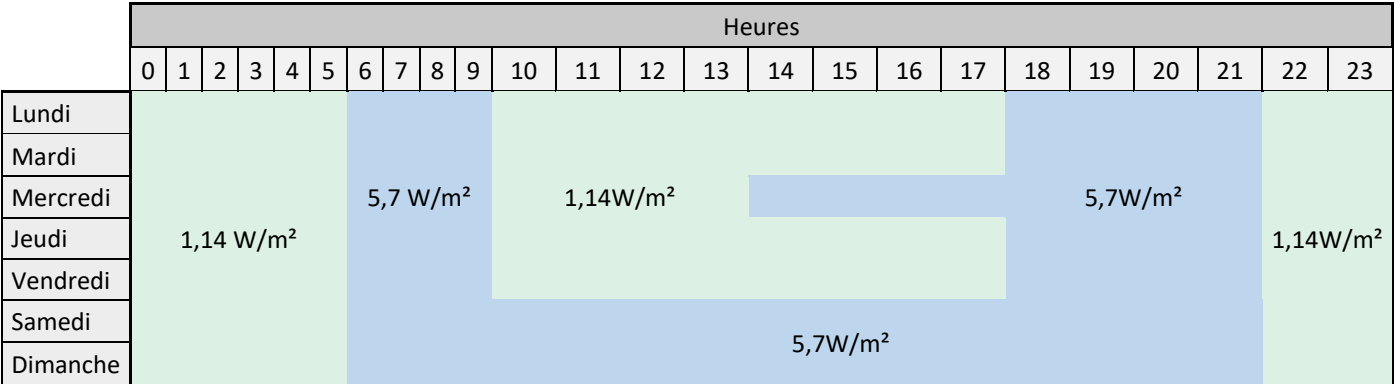 Heures
0 1 2 3 4 5 6 7 8 9 10 11 12 13 14 15 16 17 18 19 20 21 22 23
Lundi
Mardi
Mercredi 5,7 W/m² 1,14W/m² 5,7W/m²
Jeudi 1,14 W/m² 1,14W/m²
Vendredi
Samedi
5,7W/m²
Dimanche